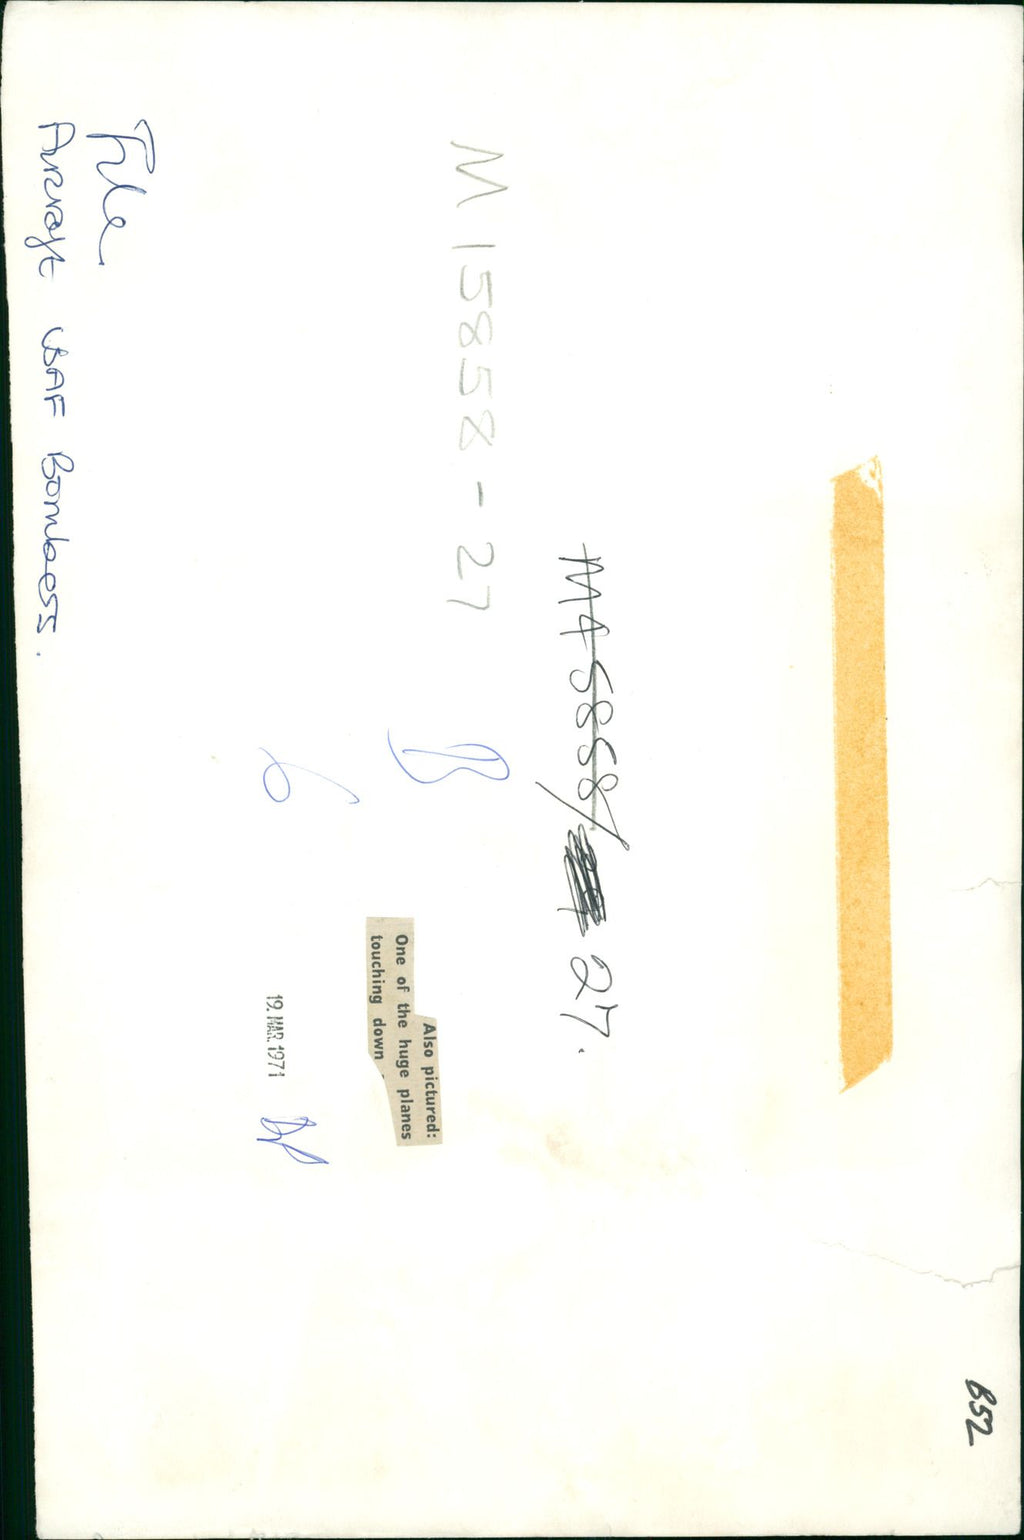 B52
M45858/ 27.
M 15858 - 27
B
Also pictured:
One of the huge planes
touching down
6
19. MAR. 1971
File
Aircraft USAF Bombers.